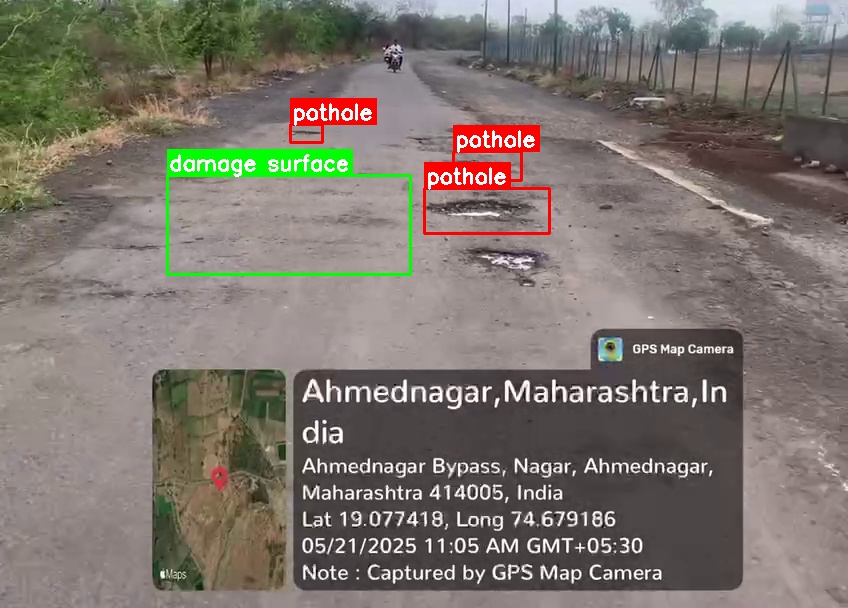 pothole
pothole
damage surface
pothole
GPS Map Camera
Ahmednagar,Maharashtra,In
dia
Ahmednagar Bypass, Nagar, Ahmednagar,
Maharashtra 414005, India
Lat 19.077418, Long 74.679186
05/21/2025 11:05 AM GMT+05:30
Note : Captured by GPS Map Camera
Maps